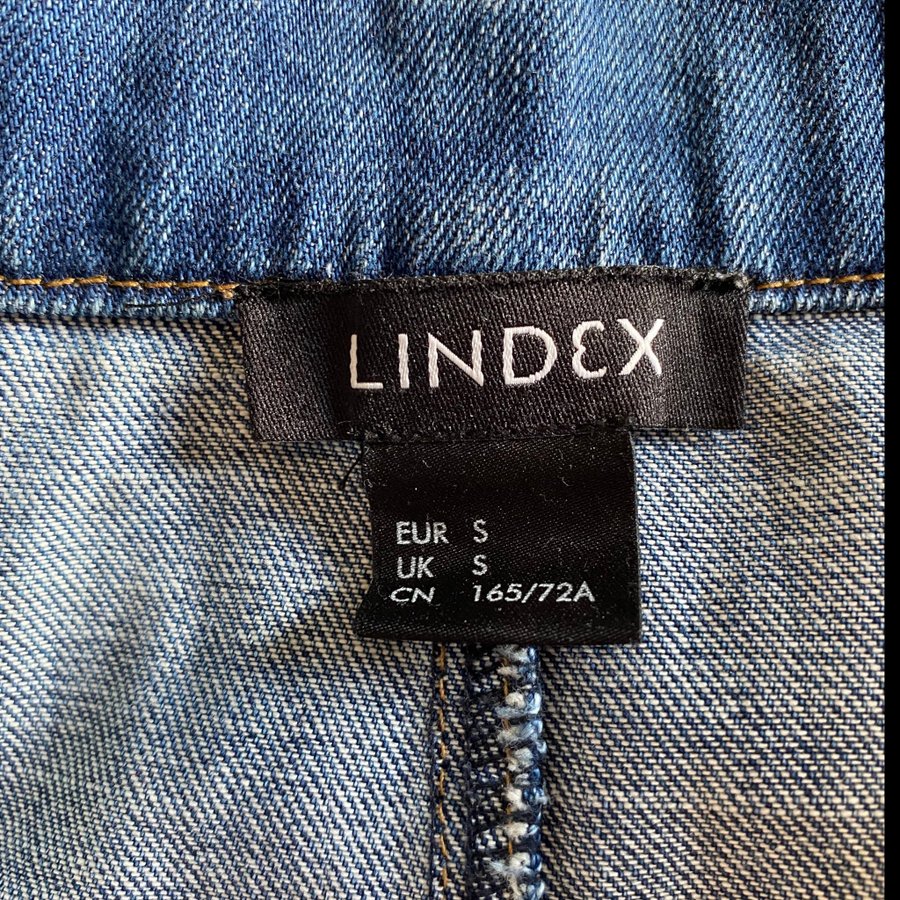 LINDEX
EUR S
UK S
CN 165/72A